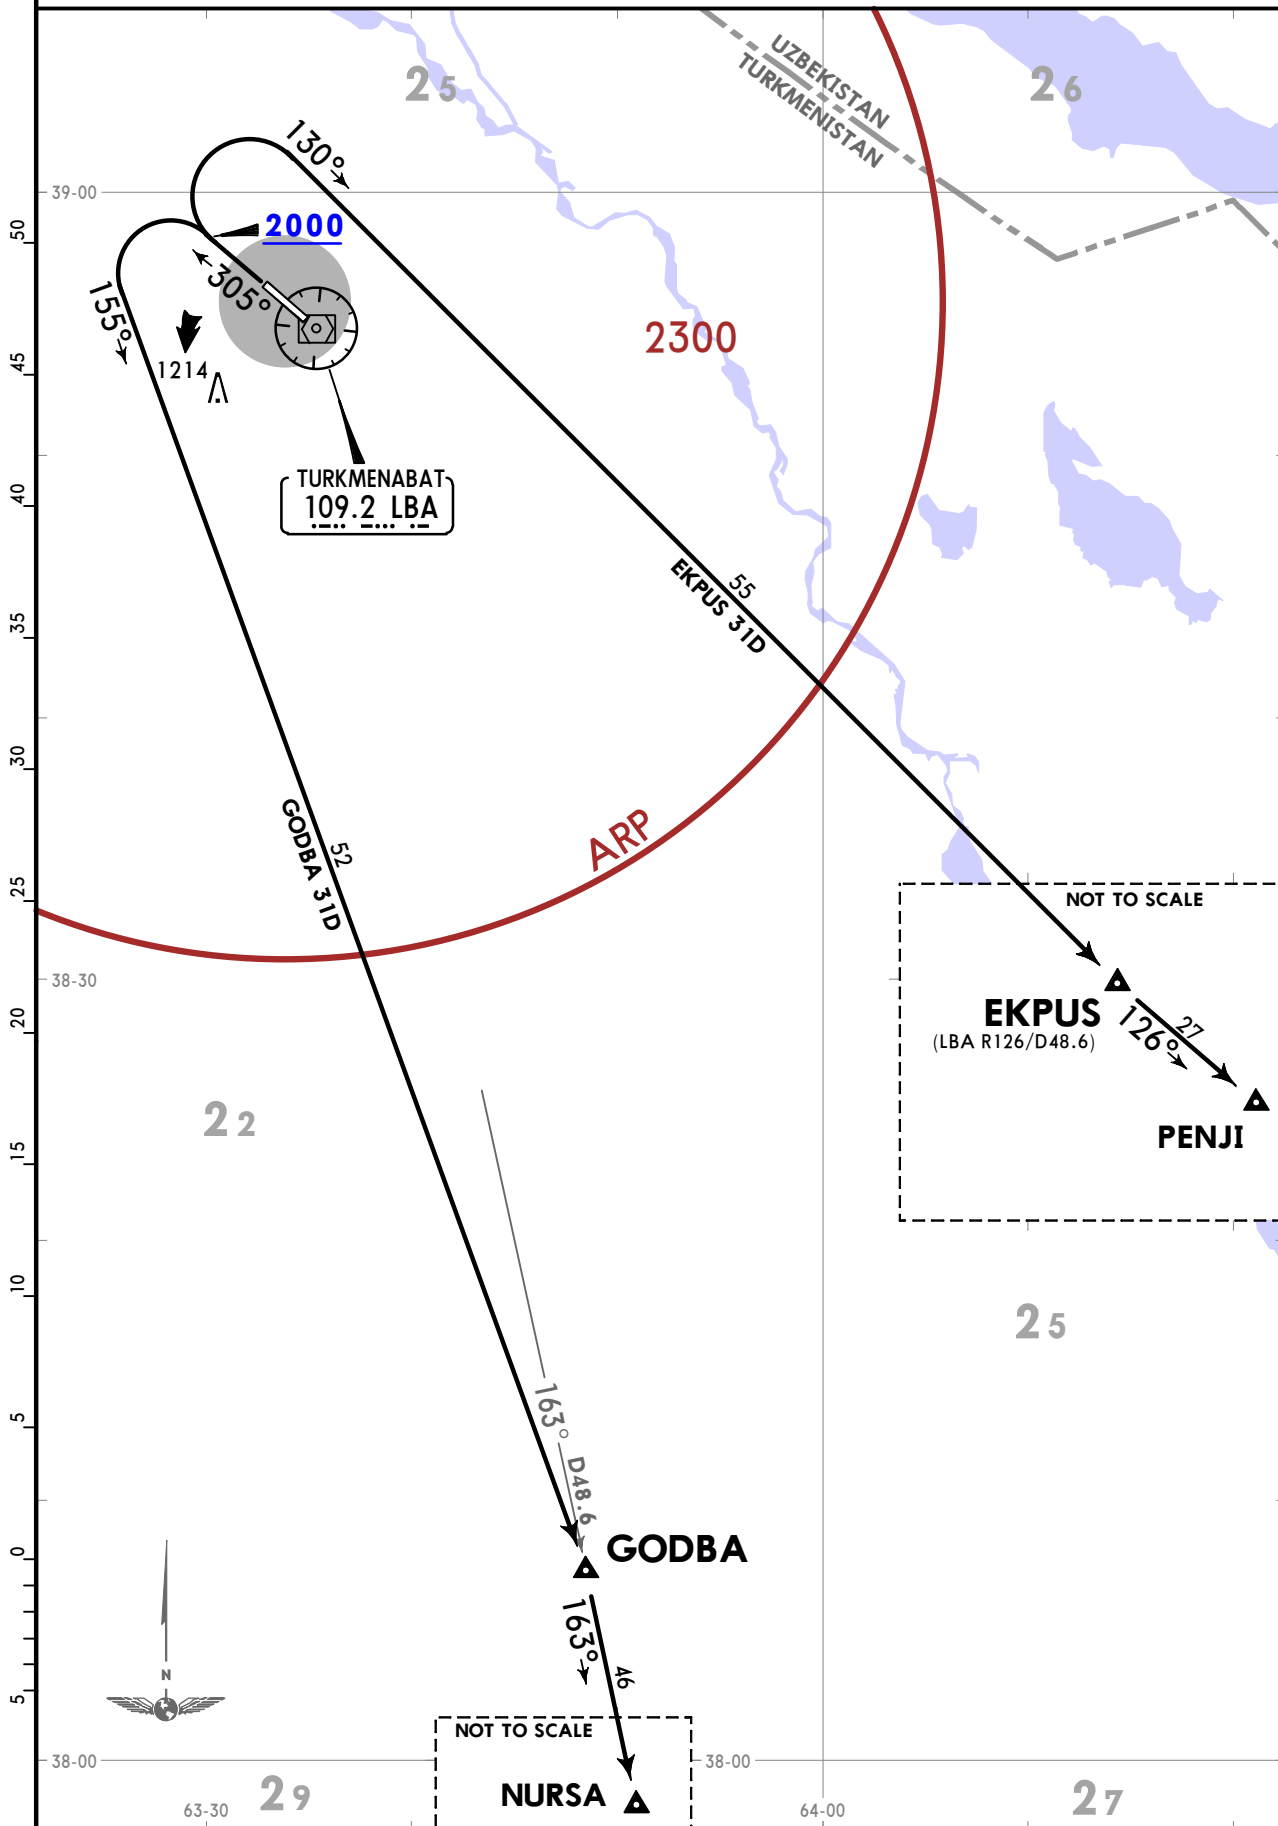 UZBEKISTAN
TURKMENISTAN
25
26
130°
39-00
2000
305°
155°
1214
2300
TURKMENABAT
109.2 LBA
50
45
40
35
30
25
20
15
10
5
0
5
55
EKPUS 31D
52
GODBA 31D
ARP
NOT TO SCALE
38-30
EKPUS
(LBA R126/D48.6)
126°
27
PENJI
22
25
163° D48.6
GODBA
163°
46
N
NOT TO SCALE
38-00
38-00
NURSA
29
27
63-30
64-00